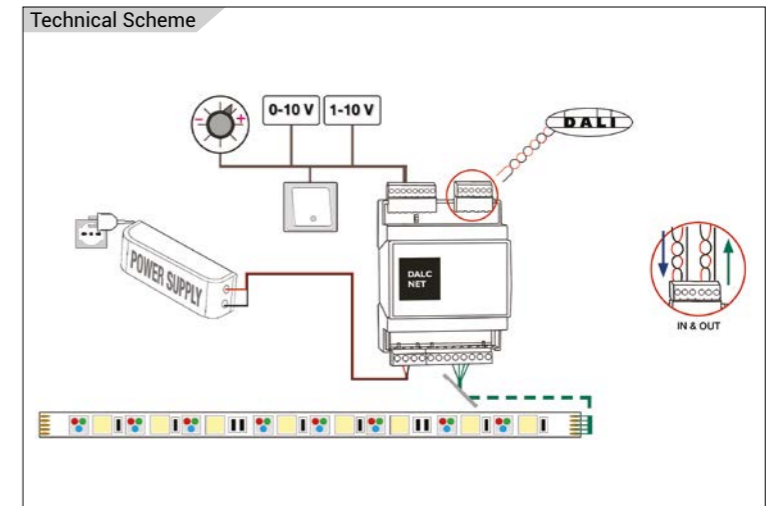 Technical Scheme
0-10 V
1-10 V
DALI
- +
POWER SUPPLY
DALC
NET
IN & OUT